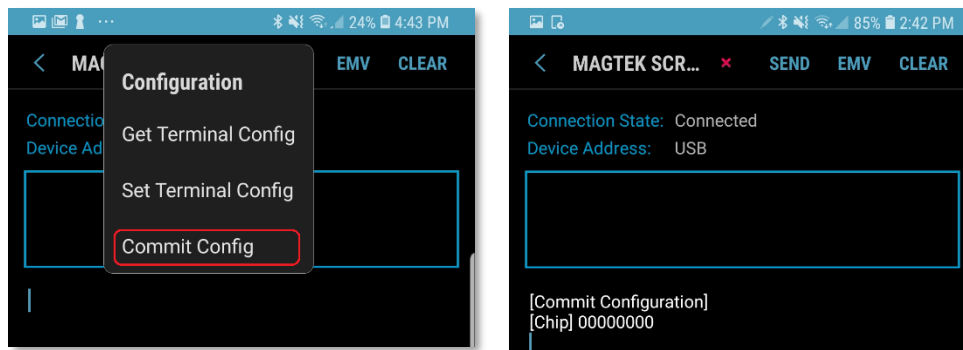 24% 4:43 PM
MA
EMV CLEAR
Configuration
Connectio
Get Terminal Config
Device Ad
Set Terminal Config
Commit Config
85% 2:42 PM
MAGTEK SCR... × SEND EMV CLEAR
Connection State: Connected
Device Address: USB
[Commit Configuration]
[Chip] 00000000